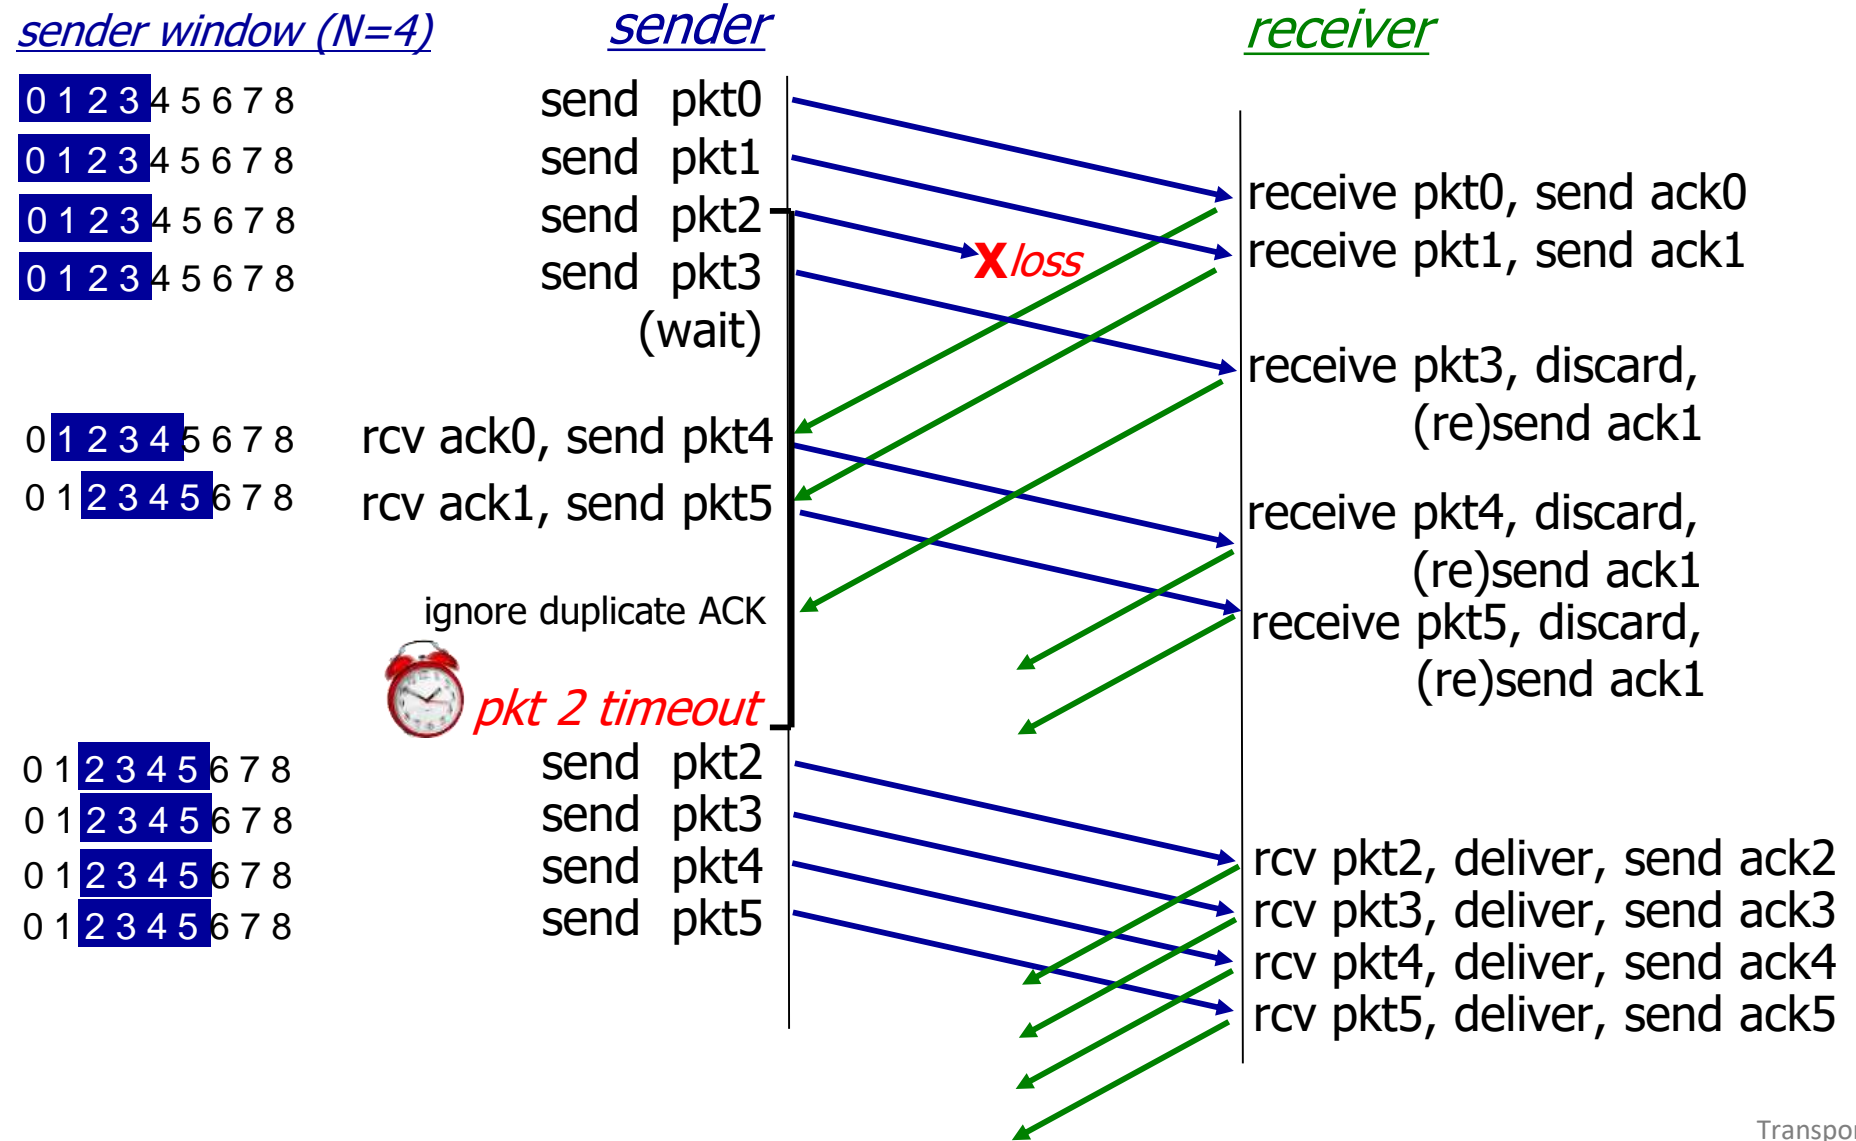 sender window (N=4)
sender
receiver
0 1 2 3 4 5 6 7 8
send pkt0
0 1 2 3 4 5 6 7 8
send pkt1
receive pkt0, send ack0
0 1 2 3 4 5 6 7 8
send pkt2
receive pkt1, send ack1
X loss
0 1 2 3 4 5 6 7 8
send pkt3
(wait)
receive pkt3, discard,
(re)send ack1
0 1 2 3 4 5 6 7 8
rcv ack0, send pkt4
0 1 2 3 4 5 6 7 8
rcv ack1, send pkt5
receive pkt4, discard,
(re)send ack1
ignore duplicate ACK
receive pkt5, discard,
(re)send ack1
pkt 2 timeout
0 1 2 3 4 5 6 7 8
send pkt2
0 1 2 3 4 5 6 7 8
send pkt3
0 1 2 3 4 5 6 7 8
send pkt4
0 1 2 3 4 5 6 7 8
send pkt5
rcv pkt2, deliver, send ack2
rcv pkt3, deliver, send ack3
rcv pkt4, deliver, send ack4
rcv pkt5, deliver, send ack5